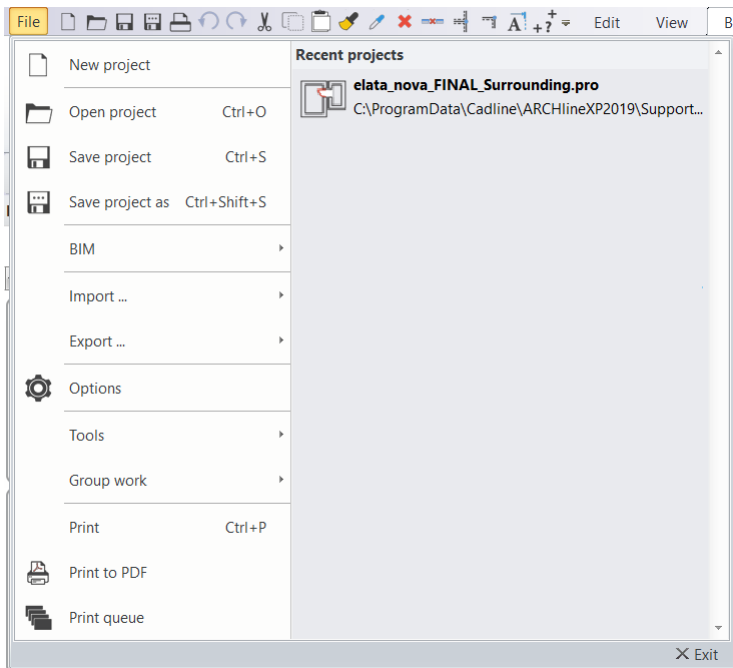 File Edit View B
New project
Open project Ctrl+O
Save project Ctrl+S
Save project as Ctrl+Shift+S
BIM
Import ...
Export ...
Options
Tools
Group work
Print Ctrl+P
Print to PDF
Print queue
Recent projects
elata_nova_FINAL_Surrounding.pro
C:\ProgramData\Cadline\ARCHlineXP2019\Support...
Exit